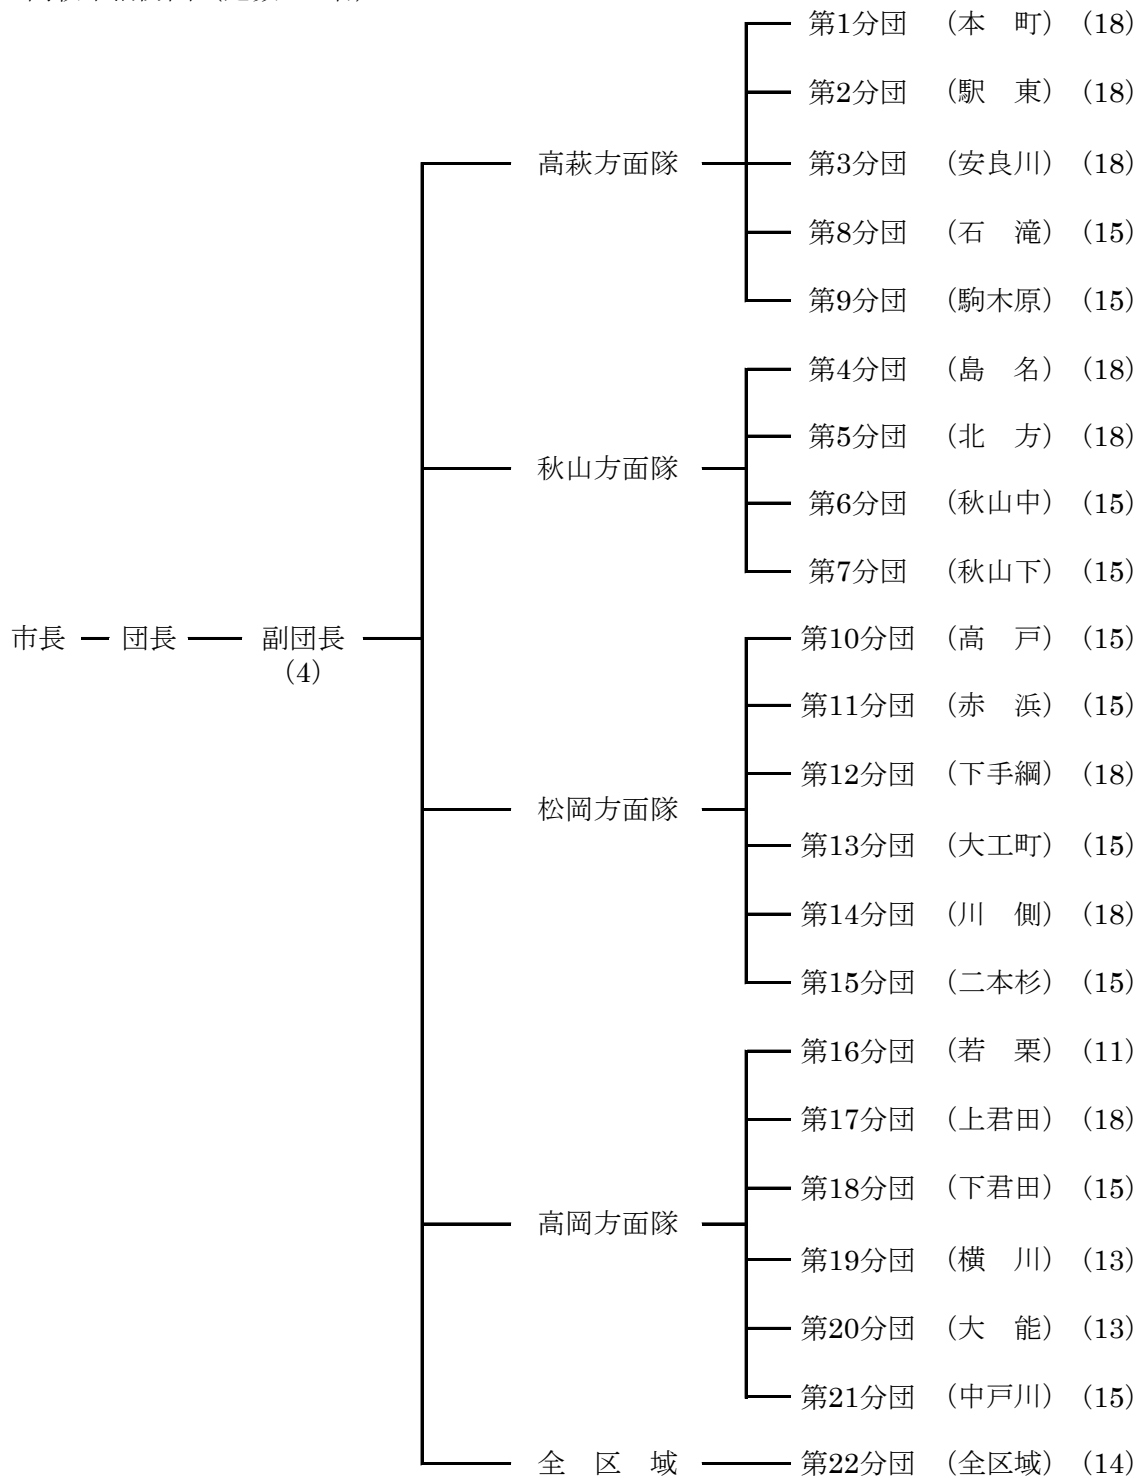 第1分団 （本　町）（18）
第2分団 （駅　東）（18）
高萩方面隊 第3分団 （安良川）（18）
第8分団 （石　滝）（15）
第9分団 （駒木原）（15）
第4分団 （島　名）（18）
第5分団 （北　方）（18）
秋山方面隊
第6分団 （秋山中）（15）
第7分団 （秋山下）（15）
市長 団長 副団長 第10分団 （高　戸）（15）
（4）
第11分団 （赤　浜）（15）
第12分団 （下手綱）（18）
松岡方面隊
第13分団 （大工町）（15）
第14分団 （川　側）（18）
第15分団 （二本杉）（15）
第16分団 （若　栗）（11）
第17分団 （上君田）（18）
第18分団 （下君田）（15）
高岡方面隊
第19分団 （横　川）（13）
第20分団 （大　能）（13）
第21分団 （中戸川）（15）
全　区　域 第22分団 （全区域）（14）